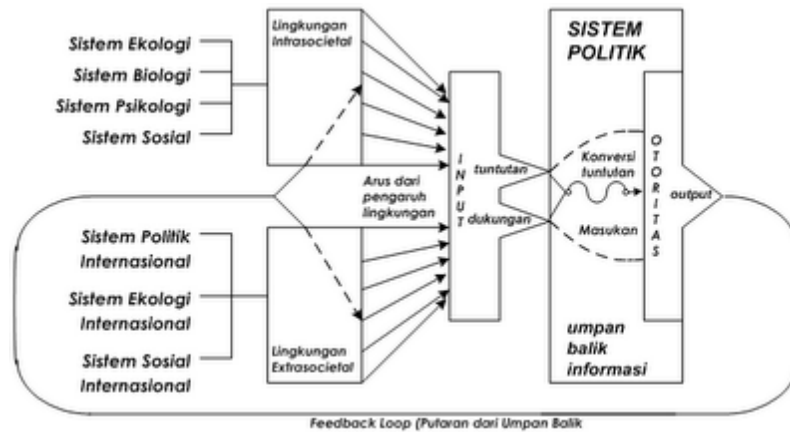 Sistem Ekologi
Sistem Biologi
Sistem Psikologi
Sistem Sosial
Lingkungan
Intrasocietal
Arus dari
pengaruh
lingkungan
Sistem Politik
Internasional
Sistem Ekologi
Internasional
Sistem Sosial
Internasional
Lingkungan
Extrasocietal
INPUT
tuntutan
dukungan
SISTEM
POLITIK
Konversi
tuntutan
Masukan
OTORITAS
output
umpan
balik
informasi
Feedback Loop (Putaran dari Umpan Balik